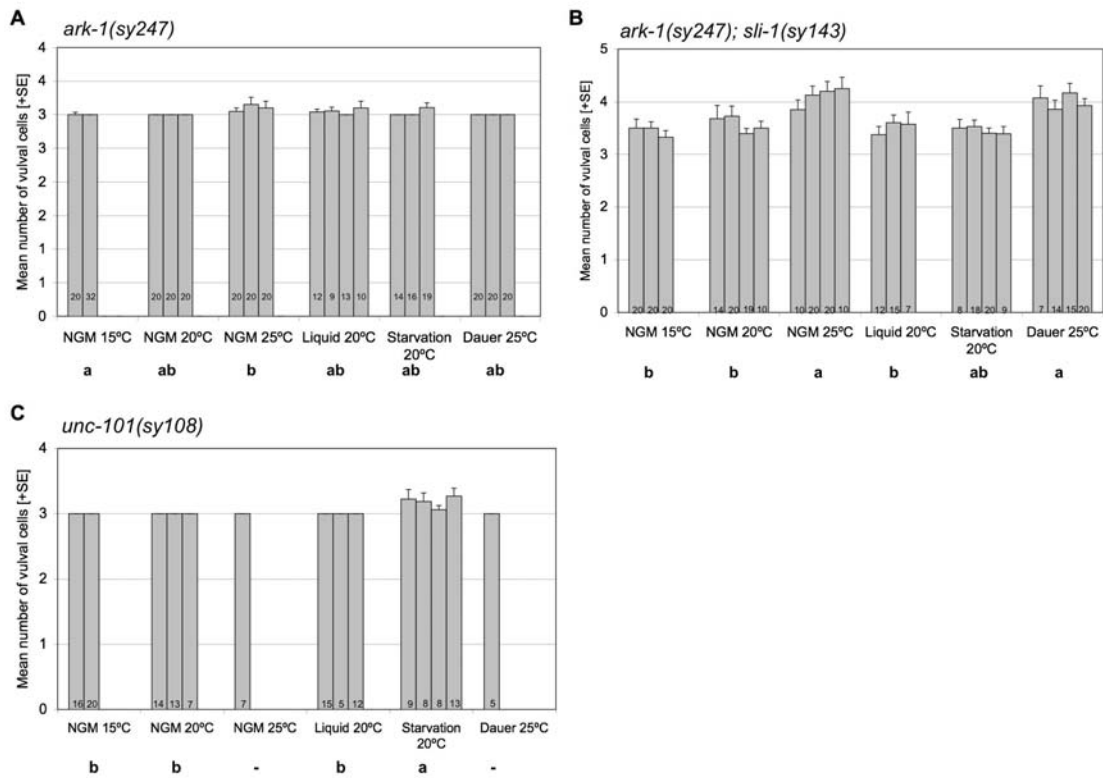 A
ark-1(sy247)
Mean number of vulval cells [+SE]
4
4
3
3
2
2
1
1
0
20 32 20 20 20 20 20 20 12 9 13 10 14 16 19 20 20 20
NGM 15ºC NGM 20ºC NGM 25ºC Liquid 20ºC Starvation 20ºC Dauer 25ºC
a ab b ab ab ab
B
ark-1(sy247); sli-1(sy143)
Mean number of vulval cells [+SE]
5
4
3
2
1
0
20 20 20 14 20 19 10 10 20 20 10 12 15 7 8 18 20 9 7 14 15 20
NGM 15ºC NGM 20ºC NGM 25ºC Liquid 20ºC Starvation 20ºC Dauer 25ºC
b b a b ab a
C
unc-101(sy108)
Mean number of vulval cells [+SE]
4
3
2
1
0
16 20 14 13 7 7 15 5 12 9 8 8 13 5
NGM 15ºC NGM 20ºC NGM 25ºC Liquid 20ºC Starvation 20ºC Dauer 25ºC
b b - b a -